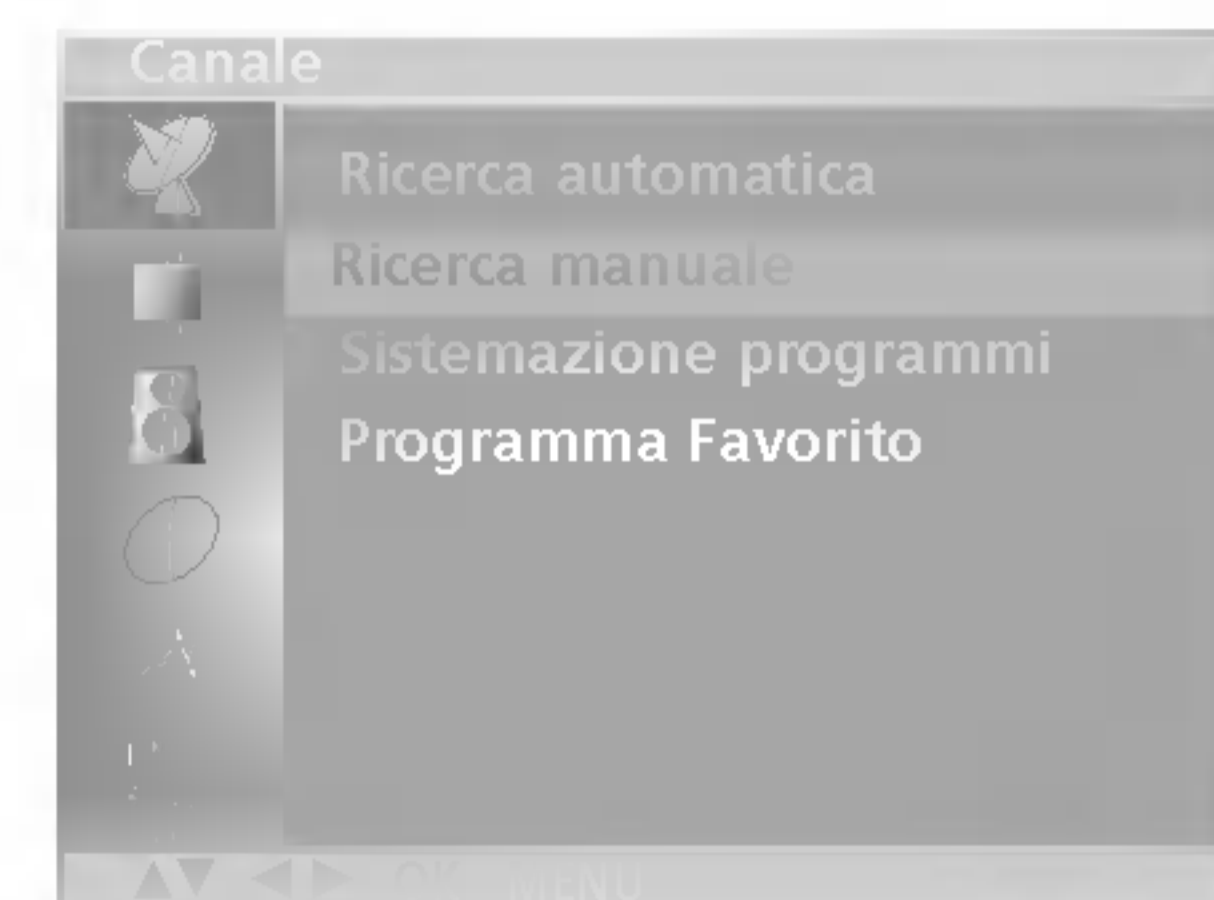 Canale
Ricerca automatica
Ricerca manuale
Sistemazione programmi
Programma Favorito
OK MENU